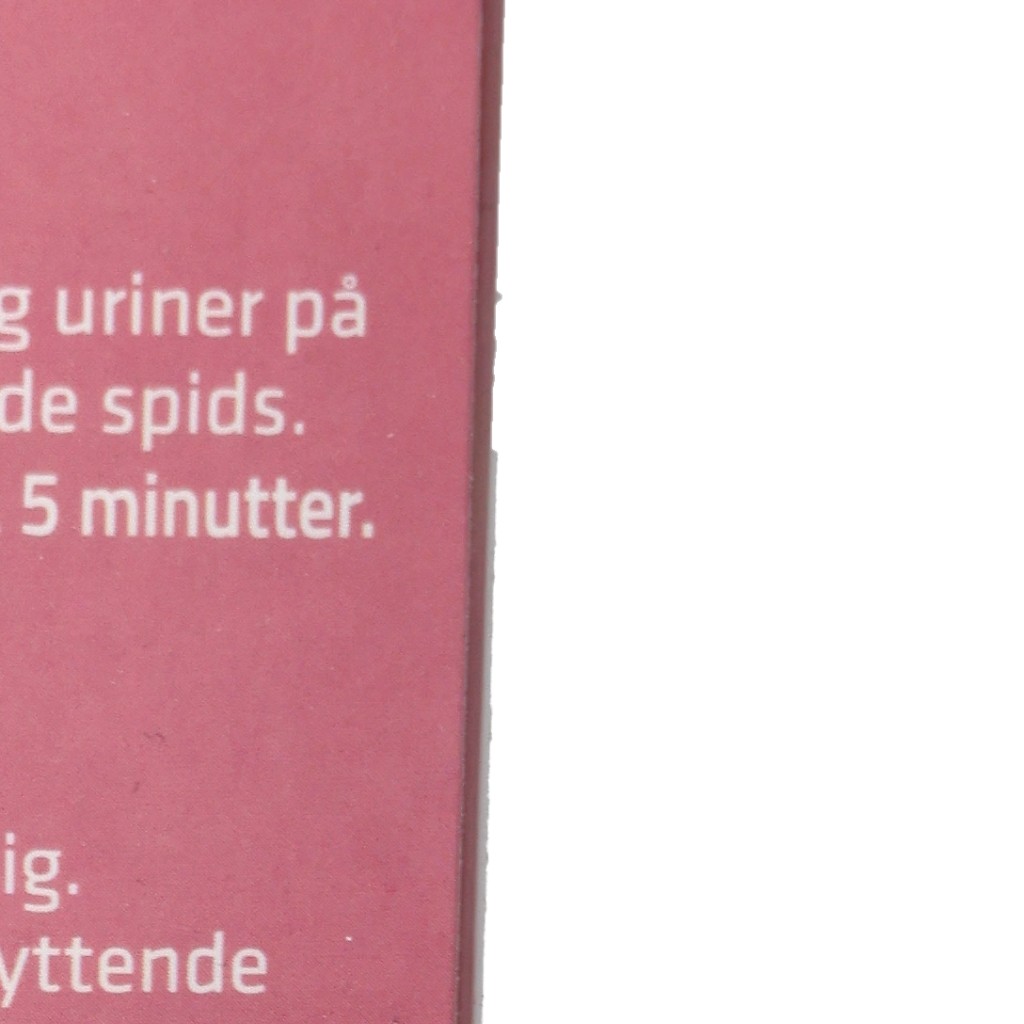 g uriner på
de spids.
5 minutter.
ig.
yttende